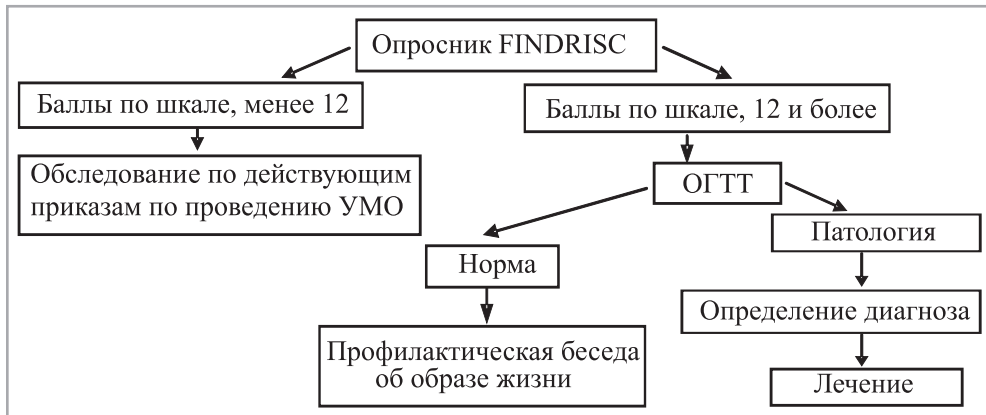 Опросник FINDRISC
Баллы по шкале, менее 12
Баллы по шкале, 12 и более
Обследование по действующим
приказам по проведению УМО
ОГТТ
Норма
Патология
Профилактическая беседа
об образе жизни
Определение диагноза
Лечение